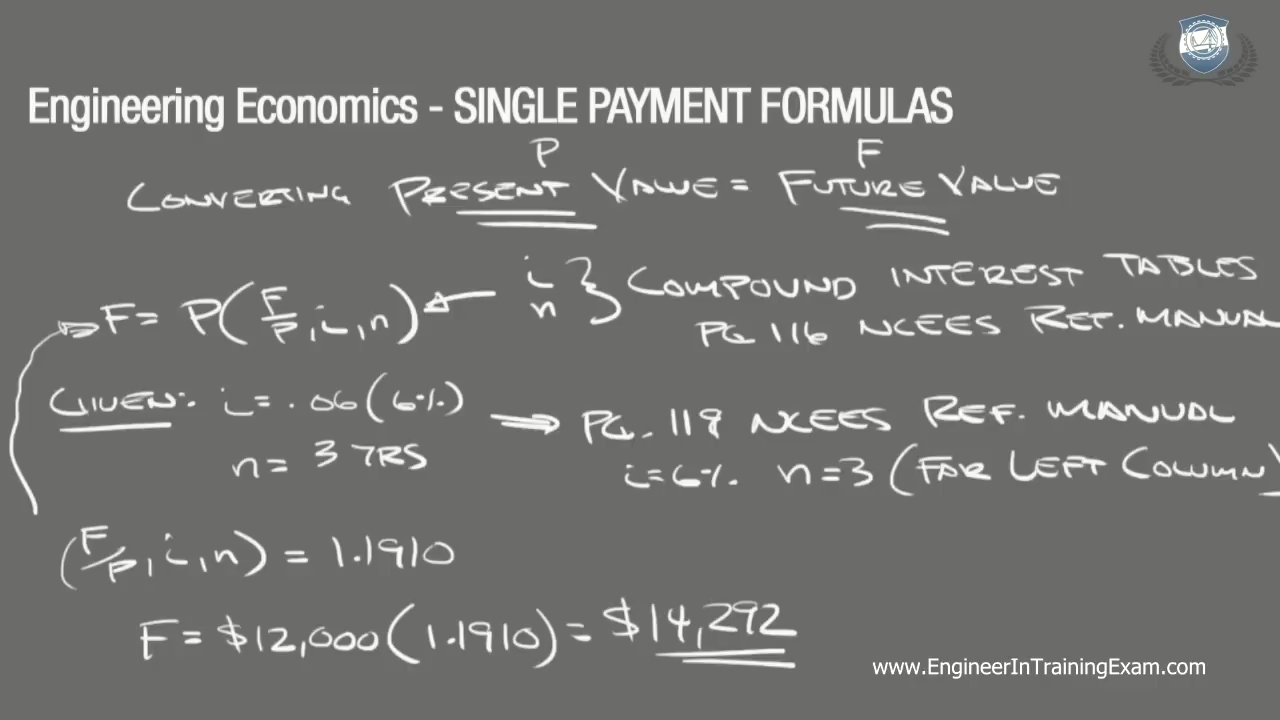 Engineering Economics - SINGLE PAYMENT FORMULAS
P F
CONVERTING PRESENT VALUE = FUTURE VALUE
F = P(F/P, i, n) ← i n } COMPOUND INTEREST TABLES
PG 116 NCEES REF. MANUAL
GIVEN: i = .06 (6%)
n = 3 YRS
PG. 119 NCEES REF. MANUAL
i=6% n=3 (FAR LEFT COLUMN)
(F/P, i, n) = 1.1910
F = $12,000 (1.1910) = $14,292
www.EngineerInTrainingExam.com